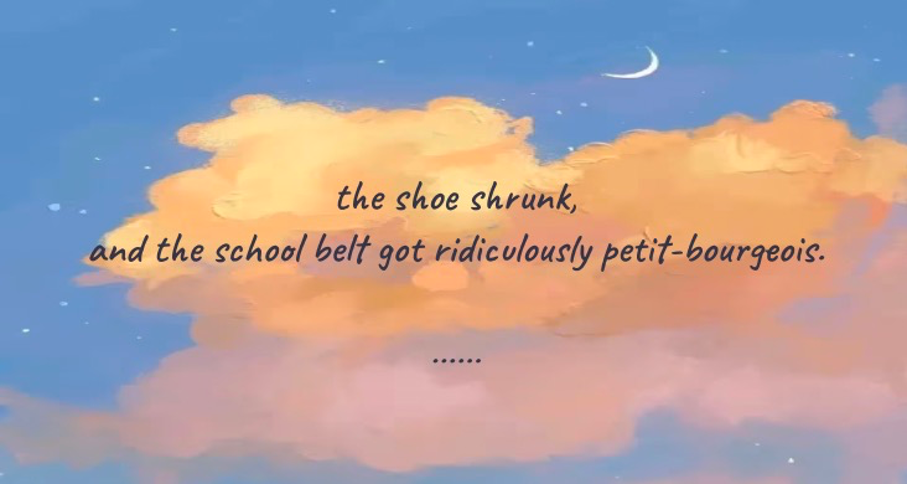 the shoe shrunk,
and the school belt got ridiculously petit-bourgeois.
......